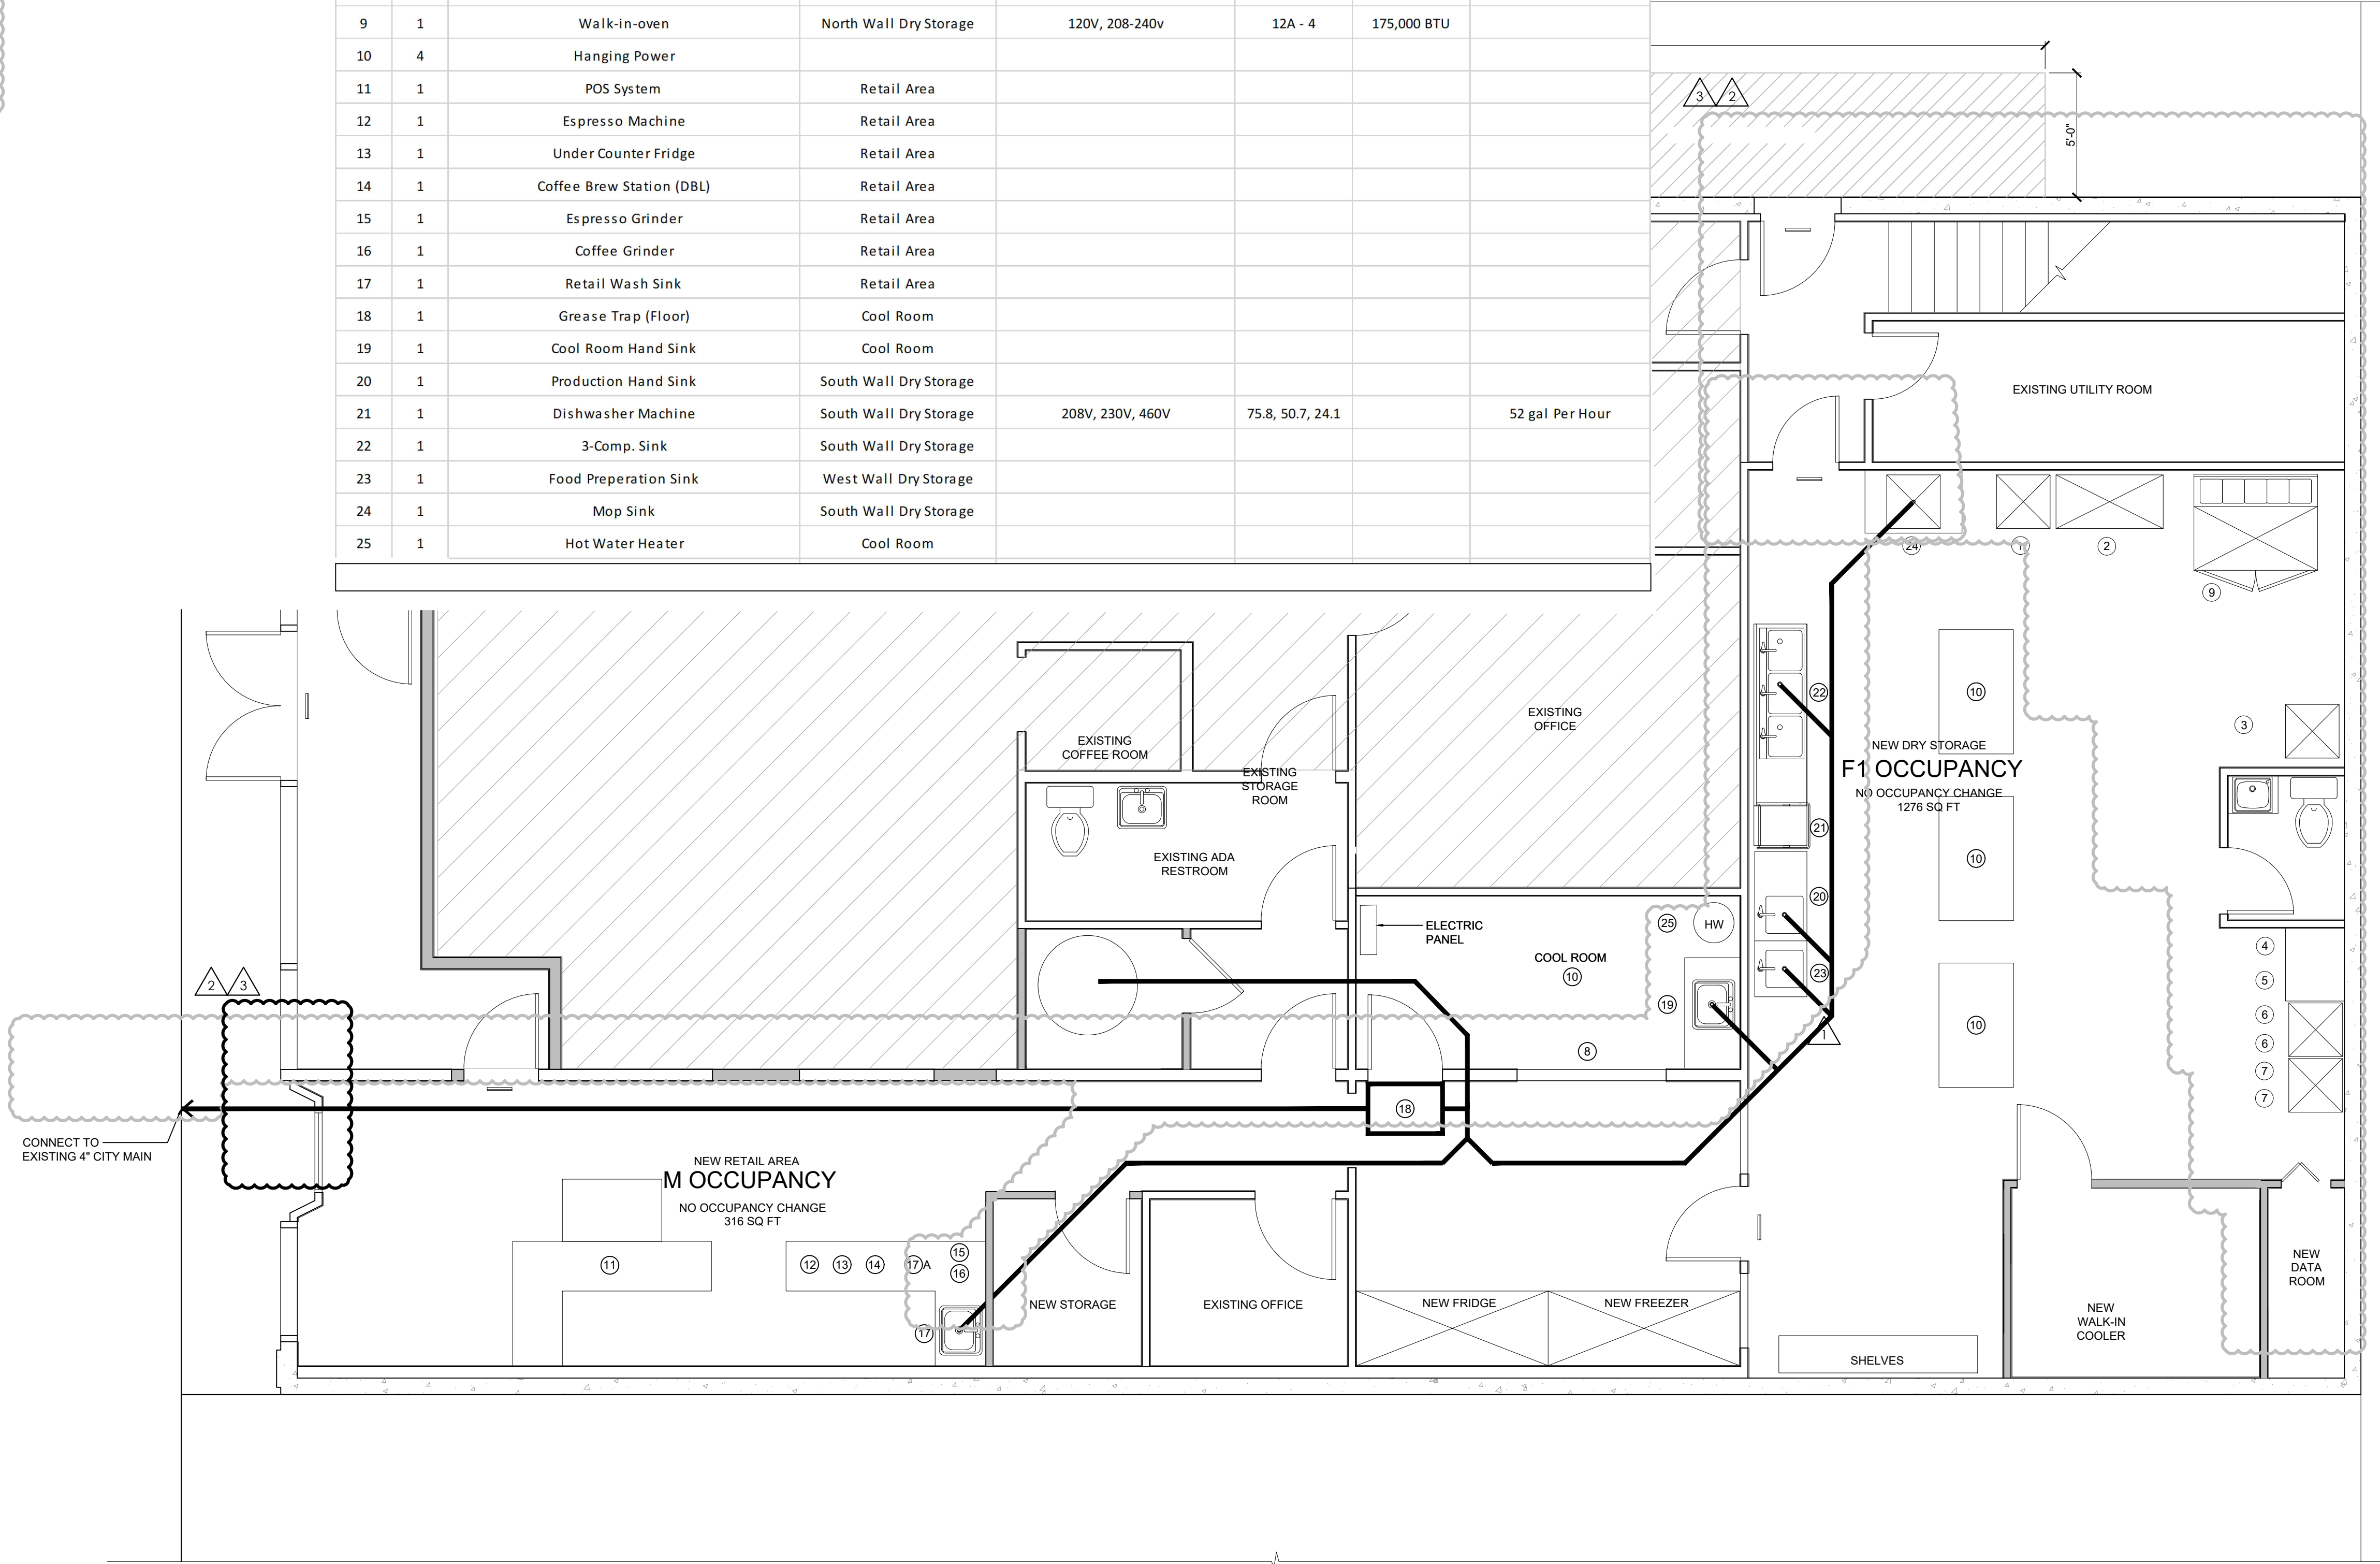 9 1 Walk-in-oven North Wall Dry Storage 120V, 208-240v 12A - 4 175,000 BTU
10 4 Hanging Power
11 1 POS System Retail Area
12 1 Espresso Machine Retail Area
13 1 Under Counter Fridge Retail Area
14 1 Coffee Brew Station (DBL) Retail Area
15 1 Espresso Grinder Retail Area
16 1 Coffee Grinder Retail Area
17 1 Retail Wash Sink Retail Area
18 1 Grease Trap (Floor) Cool Room
19 1 Cool Room Hand Sink Cool Room
20 1 Production Hand Sink South Wall Dry Storage
21 1 Dishwasher Machine South Wall Dry Storage 208V, 230V, 460V 75.8, 50.7, 24.1 52 gal Per Hour
22 1 3-Comp. Sink South Wall Dry Storage
23 1 Food Preperation Sink West Wall Dry Storage
24 1 Mop Sink South Wall Dry Storage
25 1 Hot Water Heater Cool Room
3 2
5'-0"
EXISTING UTILITY ROOM
24 1 2
9
EXISTING
OFFICE
22
10
3
NEW DRY STORAGE
F1 OCCUPANCY
NO OCCUPANCY CHANGE
1276 SQ FT
EXISTING
COFFEE ROOM
EXISTING
STORAGE
ROOM
21
10
EXISTING ADA
RESTROOM
20
25
HW
ELECTRIC
PANEL
COOL ROOM
10
23
19
4
5
6
6
7
7
10
1
2 3
8
18
CONNECT TO
EXISTING 4" CITY MAIN
NEW RETAIL AREA
M OCCUPANCY
NO OCCUPANCY CHANGE
316 SQ FT
11
12 13 14 17A
15
16
17
NEW STORAGE
EXISTING OFFICE
NEW FRIDGE
NEW FREEZER
SHELVES
NEW
WALK-IN
COOLER
NEW
DATA
ROOM